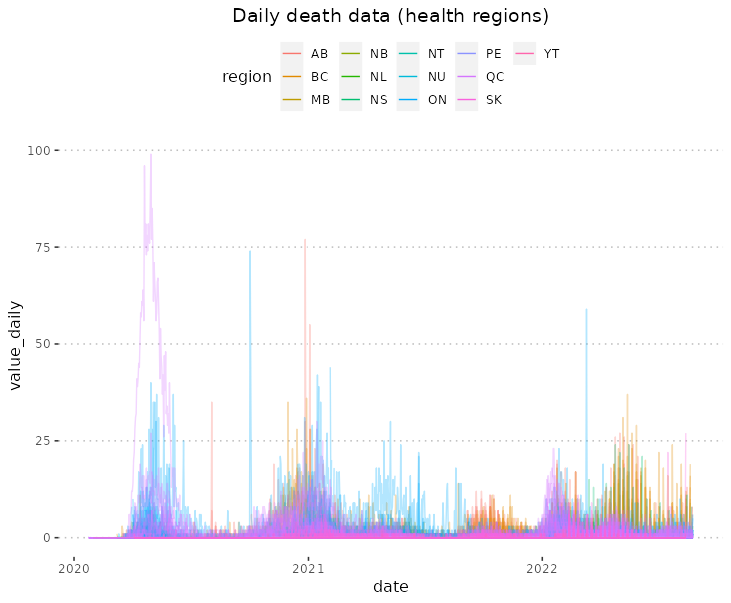 Daily death data (health regions)
AB NB NT PE YT
region BC NL NU QC
MB NS ON SK
100
75
50
25
0
value_daily
2020 2021 2022
date